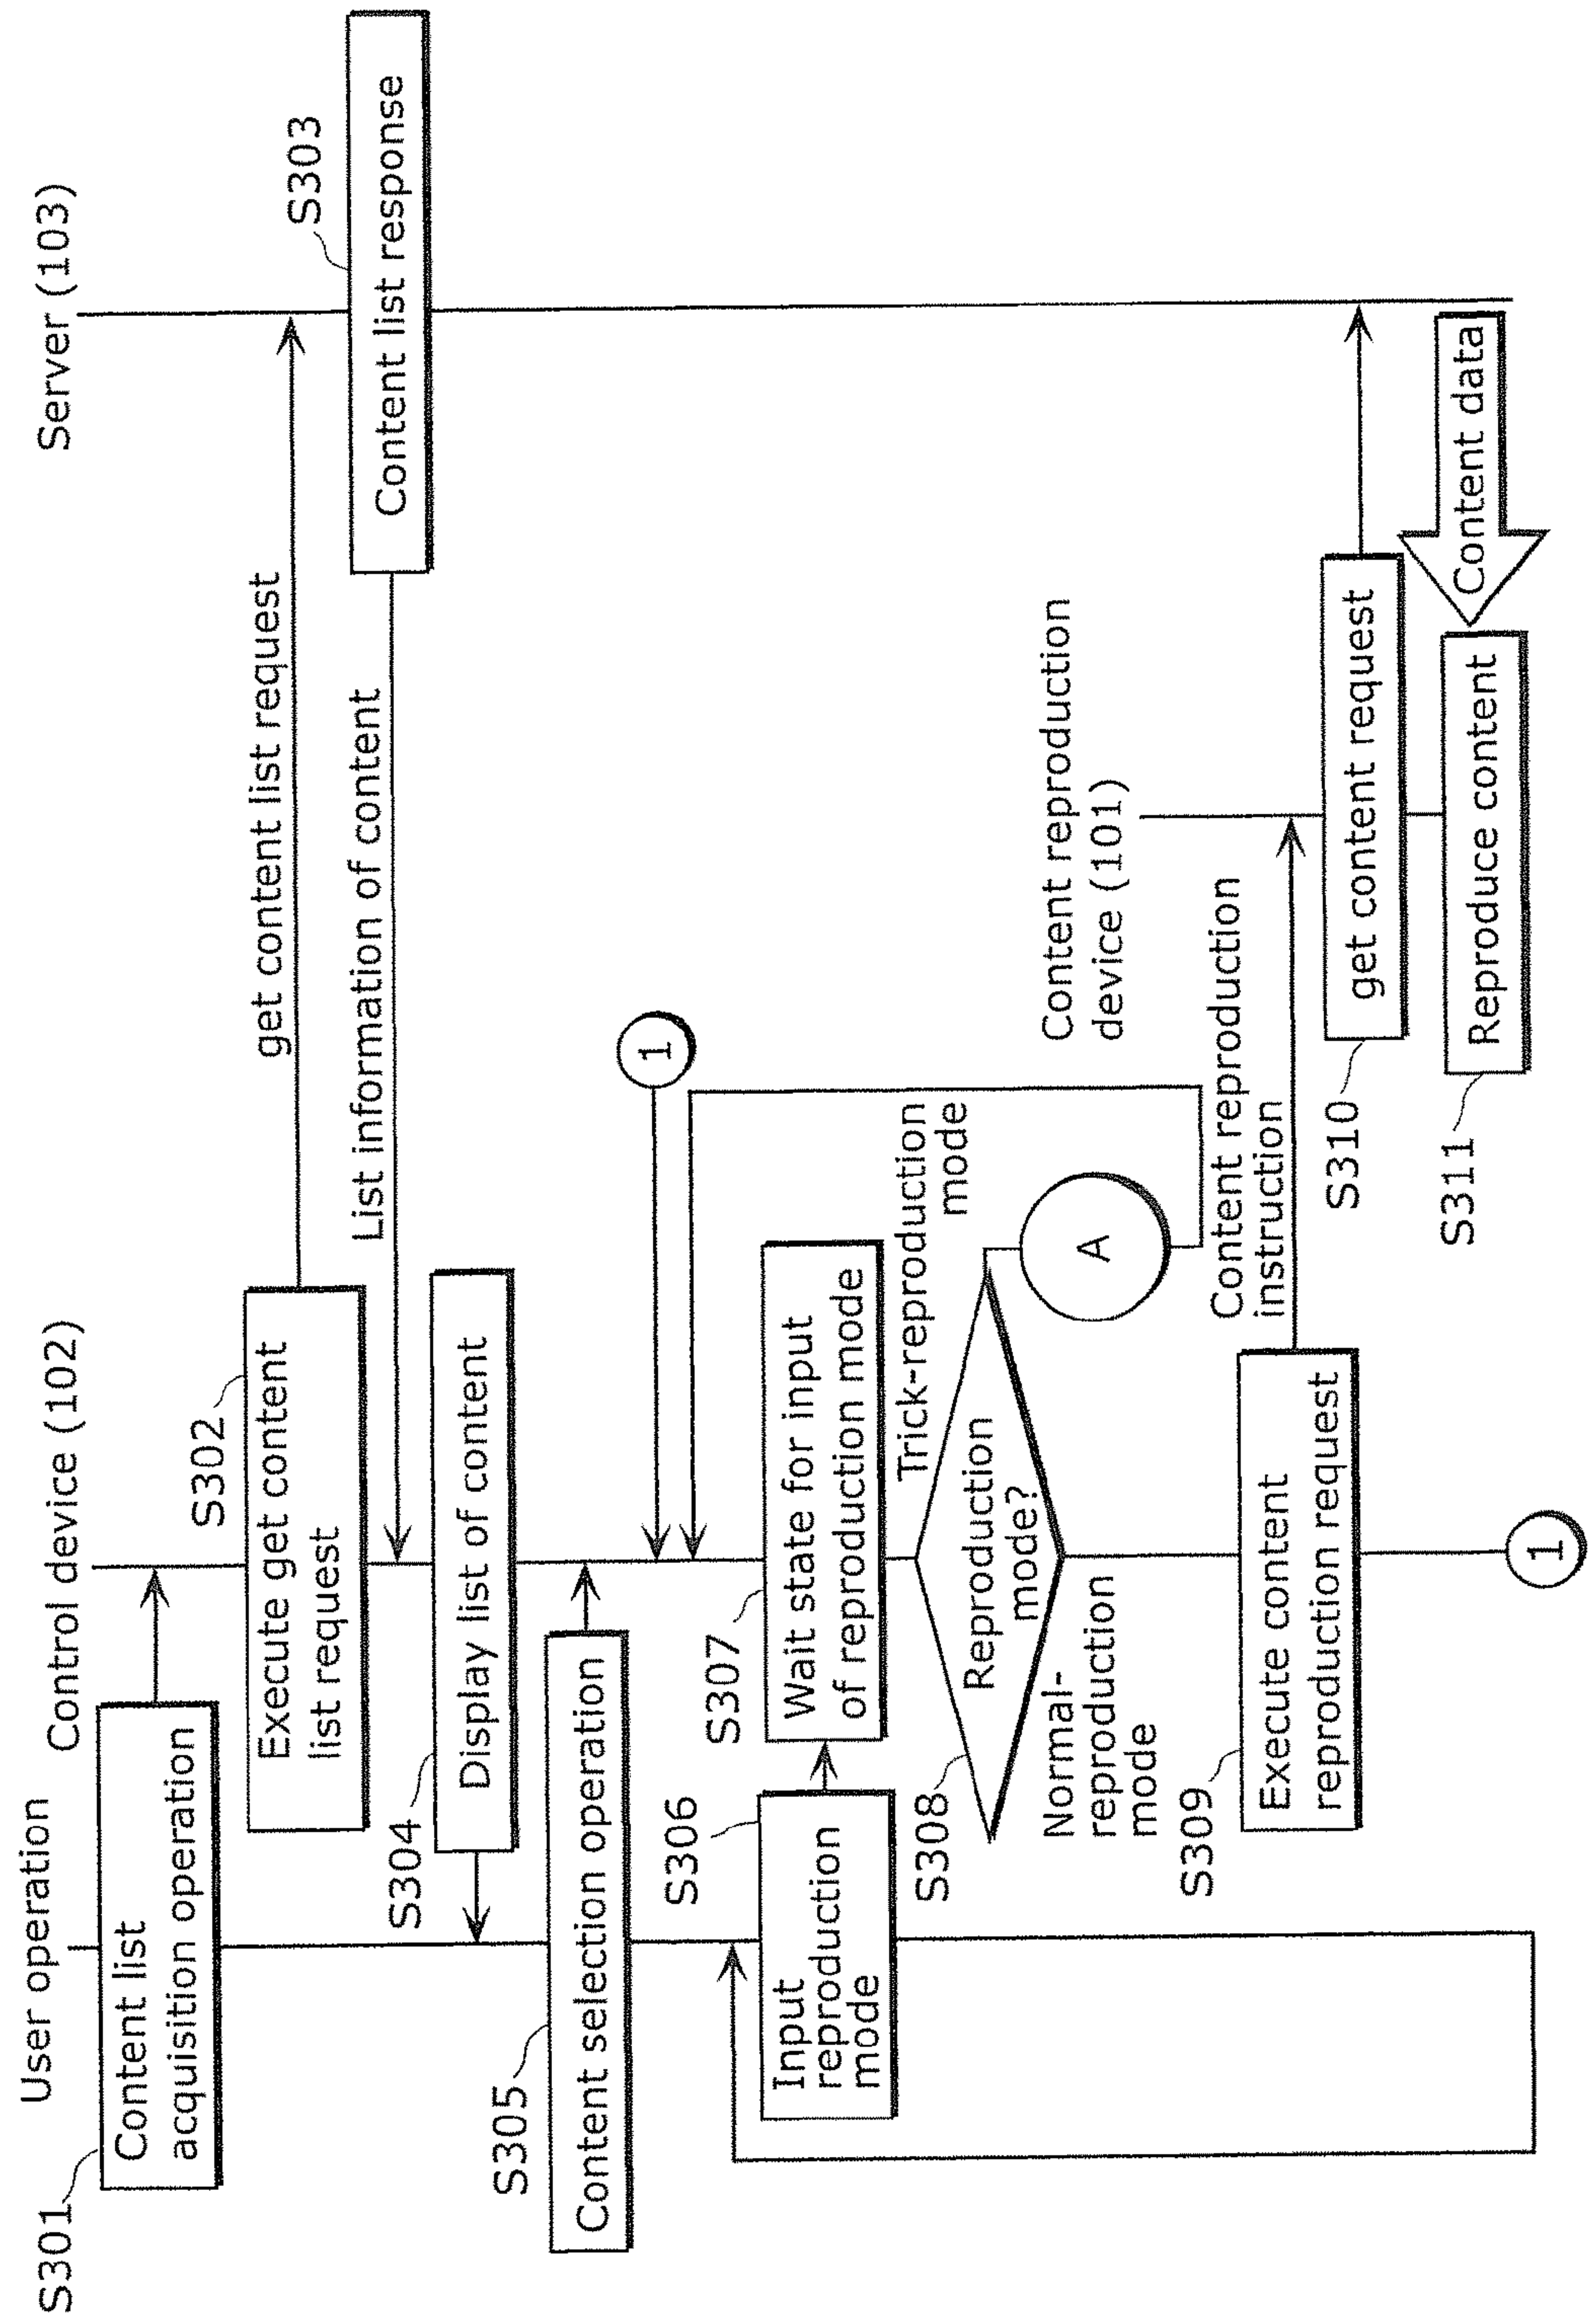 User operation
Control device (102)
Server (103)
S301
Content list
acquisition operation
S302
Execute get content
list request
get content list request
S303
Content list response
List information of content
S304
Display list of content
S305
Content selection operation
1
S306
Input
reproduction
mode
S307
Wait state for input
of reproduction mode
S308
Reproduction
mode?
Trick-reproduction
mode
A
Normal-
reproduction
mode
Content reproduction
device (101)
S309
Execute content
reproduction request
Content reproduction
instruction
S310
get content request
Content data
S311
Reproduce content
1